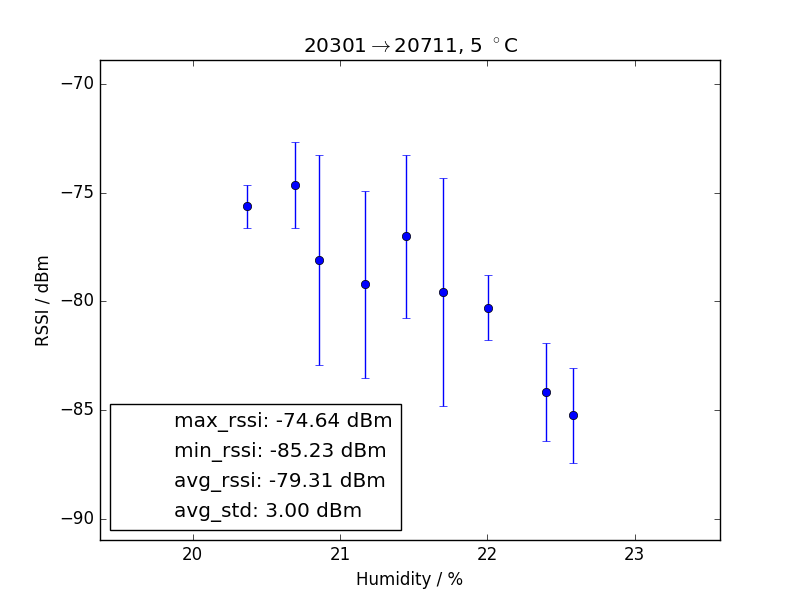 20301→20711, 5 °C
−70
−75
−80
−85
−90
RSSI / dBm
max_rssi: -74.64 dBm
min_rssi: -85.23 dBm
avg_rssi: -79.31 dBm
avg_std: 3.00 dBm
20 21 22 23
Humidity / %